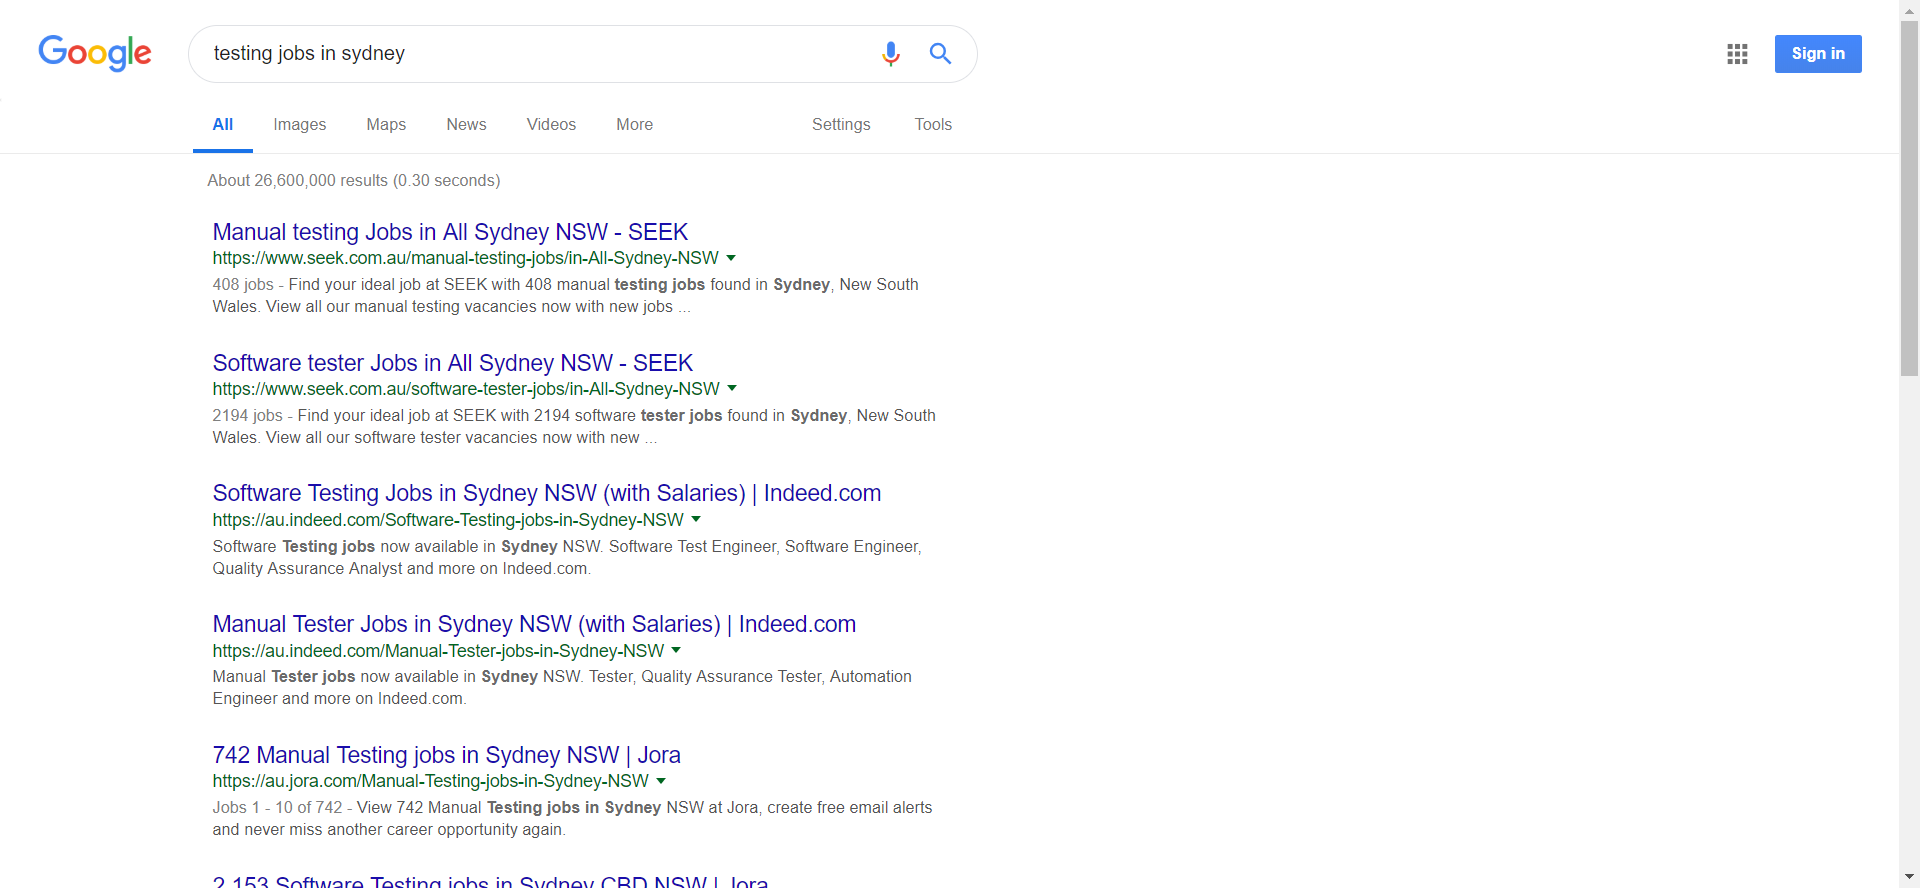 Google
testing jobs in sydney
Sign in
All Images Maps News Videos More Settings Tools
About 26,600,000 results (0.30 seconds)
Manual testing Jobs in All Sydney NSW - SEEK
https://www.seek.com.au/manual-testing-jobs/in-All-Sydney-NSW
408 jobs - Find your ideal job at SEEK with 408 manual testing jobs found in Sydney, New South
Wales. View all our manual testing vacancies now with new jobs ...
Software tester Jobs in All Sydney NSW - SEEK
https://www.seek.com.au/software-tester-jobs/in-All-Sydney-NSW
2194 jobs - Find your ideal job at SEEK with 2194 software tester jobs found in Sydney, New South
Wales. View all our software tester vacancies now with new ...
Software Testing Jobs in Sydney NSW (with Salaries) | Indeed.com
https://au.indeed.com/Software-Testing-jobs-in-Sydney-NSW
Software Testing jobs now available in Sydney NSW. Software Test Engineer, Software Engineer,
Quality Assurance Analyst and more on Indeed.com.
Manual Tester Jobs in Sydney NSW (with Salaries) | Indeed.com
https://au.indeed.com/Manual-Tester-jobs-in-Sydney-NSW
Manual Tester jobs now available in Sydney NSW. Tester, Quality Assurance Tester, Automation
Engineer and more on Indeed.com.
742 Manual Testing jobs in Sydney NSW | Jora
https://au.jora.com/Manual-Testing-jobs-in-Sydney-NSW
Jobs 1 - 10 of 742 - View 742 Manual Testing jobs in Sydney NSW at Jora, create free email alerts
and never miss another career opportunity again.
2,153 Software Testing jobs in Sydney CBD NSW | Jora